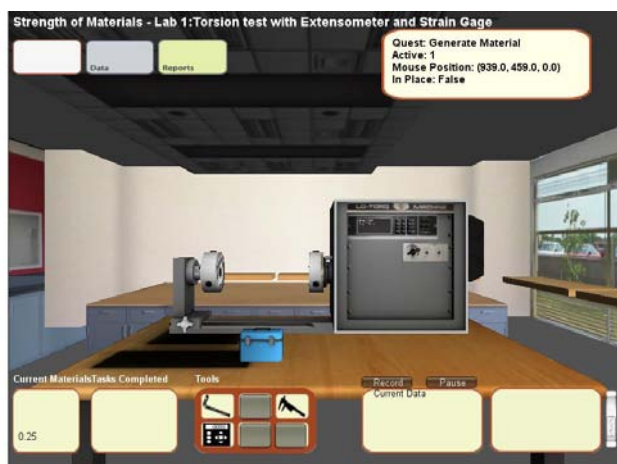 Strength of Materials - Lab 1:Torsion test with Extensometer and Strain Gage
Data
Reports
Quest: Generate Material
Active: 1
Mouse Position: (939.0, 459.0, 0.0)
In Place: False
Current Materials
Tasks Completed
Tools
Record
Pause
Current Data
0.25